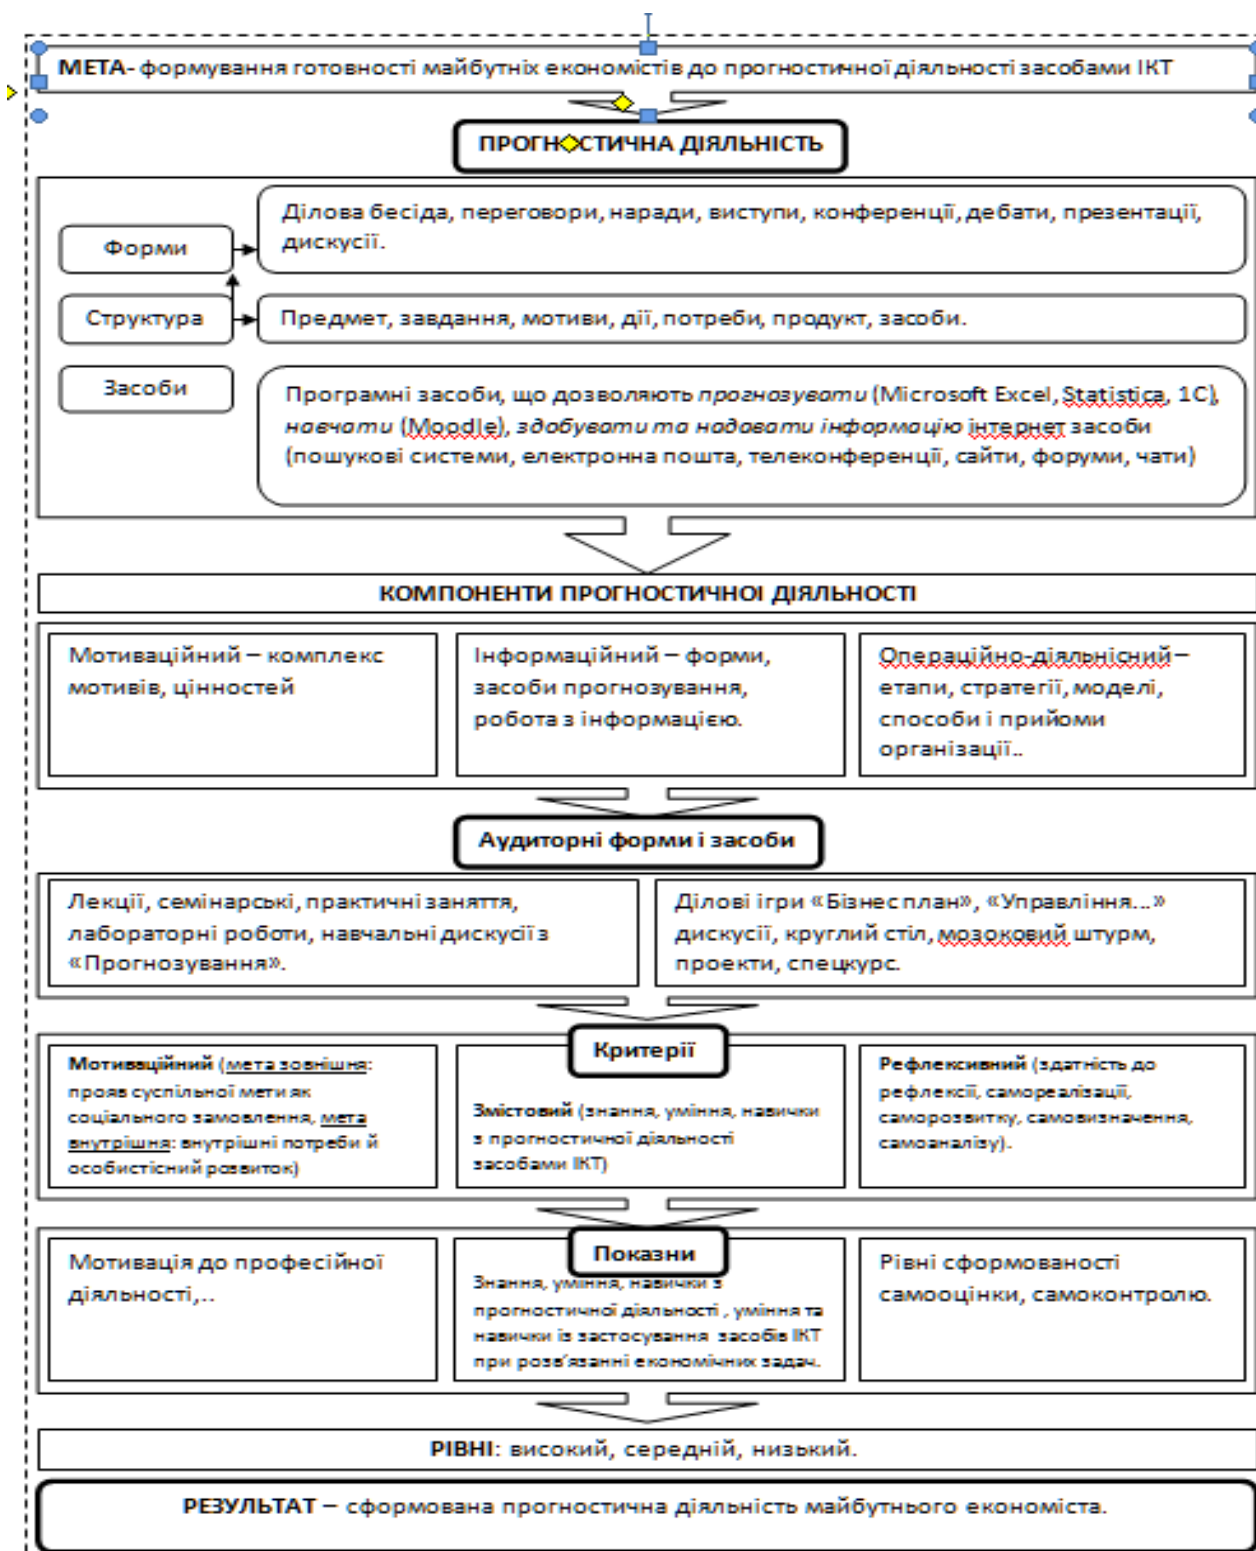 МЕТА- формування готовності майбутніх економістів до прогностичної діяльності засобами ІКТ
ПРОГНОСТИЧНА ДІЯЛЬНІСТЬ
Форми
Ділова бесіда, переговори, наради, виступи, конференції, дебати, презентації,
дискусії.
Структура
Предмет, завдання, мотиви, дії, потреби, продукт, засоби.
Засоби
Програмні засоби, що дозволяють прогнозувати (Microsoft Excel, Statistica, 1С),
навчати (Moodle), здобувати та надавати інформацію інтернет засоби
(пошукові системи, електронна пошта, телеконференції, сайти, форуми, чати)
КОМПОНЕНТИ ПРОГНОСТИЧНОЇ ДІЯЛЬНОСТІ
Мотиваційний – комплекс
мотивів, цінностей
Інформаційний – форми,
засоби прогнозування,
робота з інформацією.
Операційно-діяльнісний –
етапи, стратегії, моделі,
способи і прийоми
організації..
Аудиторні форми і засоби
Лекції, семінарські, практичні заняття,
лабораторні роботи, навчальні дискусії з
«Прогнозування».
Ділові ігри «Бізнес план», «Управління...»
дискусії, круглий стіл, мозоковий штурм,
проекти, спецкурс.
Критерії
Мотиваційний (мета зовнішня:
прояв суспільної мети як
соціального замовлення, мета
внутрішня: внутрішні потреби й
особистісний розвиток)
Змістовий (знання, уміння, навички
з прогностичної діяльності
засобами ІКТ)
Рефлексивний (здатність до
рефлексії, самореалізації,
саморозвитку, самовизначення,
самоаналізу).
Показни
Мотивація до професійної
діяльності,..
Знання, уміння, навички з
прогностичної діяльності , уміння та
навички із застосування засобів ІКТ
при розв'язанні економічних задач.
Рівні сформованості
самооцінки, самоконтролю.
РІВНІ: високий, середній, низький.
РЕЗУЛЬТАТ – сформована прогностична діяльність майбутнього економіста.